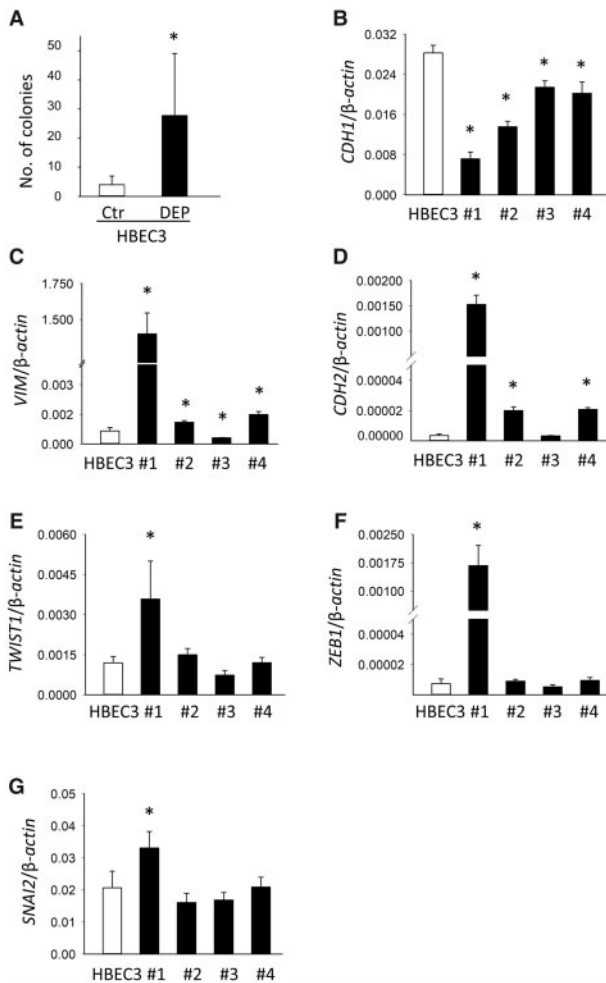 A
No. of colonies
50
40
30
20
10
0
*
Ctr
DEP
HBEC3
B
CDH1/β-actin
0.032
0.024
0.016
0.008
0.000
*
*
*
*
HBEC3 #1 #2 #3 #4
C
VIM/β-actin
1.750
1.500
0.003
0.002
0.000
*
*
*
*
HBEC3 #1 #2 #3 #4
D
CDH2/β-actin
0.00200
0.00150
0.00100
0.00004
0.00002
0.00000
*
*
*
HBEC3 #1 #2 #3 #4
E
TWIST1/β-actin
0.0060
0.0045
0.0030
0.0015
0.0000
*
HBEC3 #1 #2 #3 #4
F
ZEB1/β-actin
0.00250
0.00175
0.00100
0.00004
0.00002
*
HBEC3 #1 #2 #3 #4
G
SNAI2/β-actin
0.05
0.04
0.03
0.02
0.01
0.00
*
HBEC3 #1 #2 #3 #4